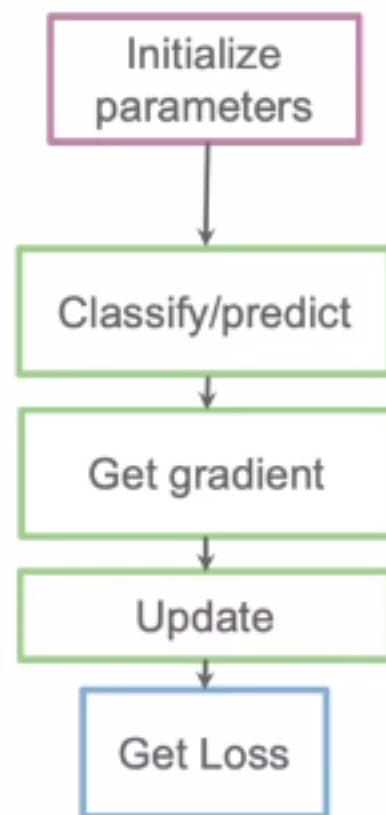 Initialize
parameters
Classify/predict
Get gradient
Update
Get Loss